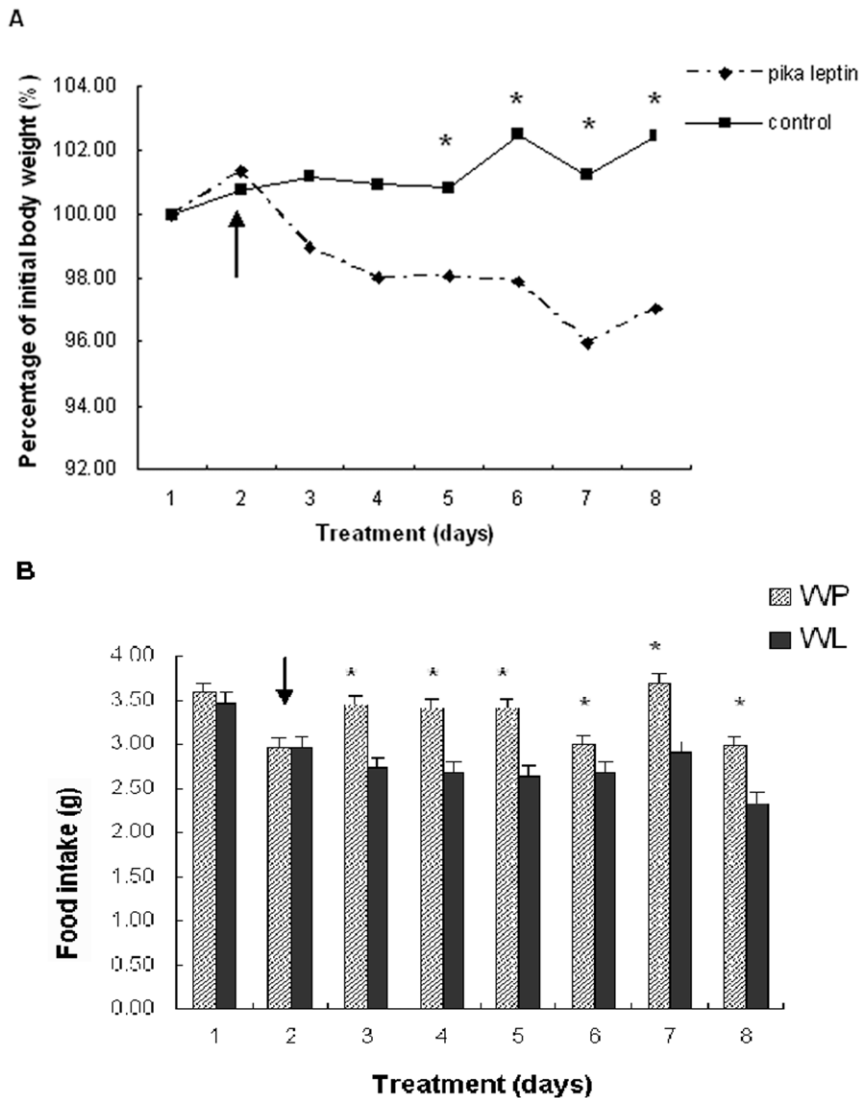 A
pika leptin
control
Percentage of initial body weight (%)
104.00
102.00
100.00
98.00
96.00
94.00
92.00
* * * *
1 2 3 4 5 6 7 8
Treatment (days)
B
WP
WL
Food intake (g)
4.00
3.50
3.00
2.50
2.00
1.50
1.00
0.50
0.00
* * * * * *
1 2 3 4 5 6 7 8
Treatment (days)